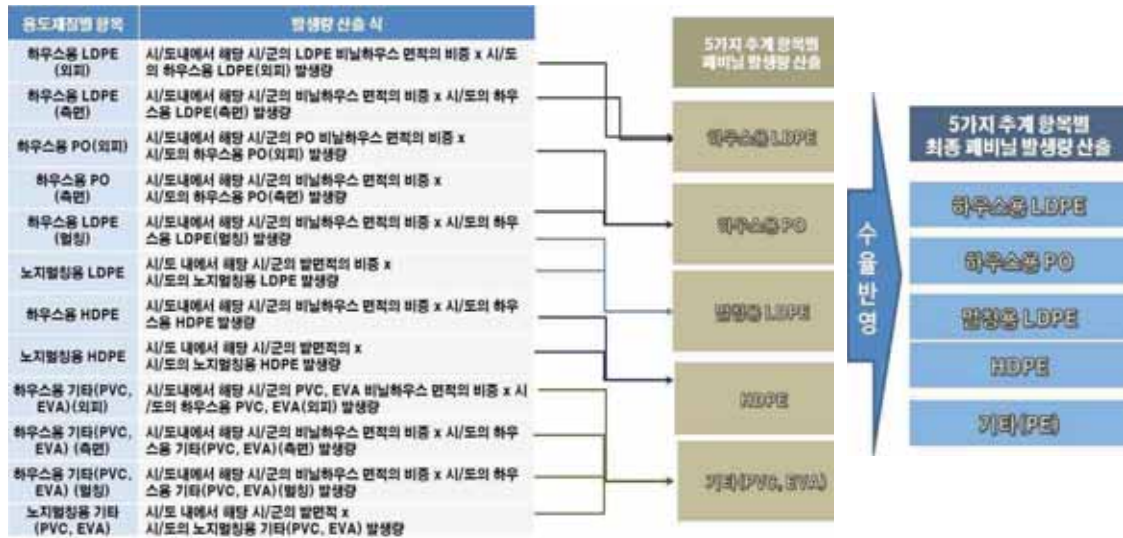 용도재질별 항목
발생량 산출 식
하우스용 LDPE
(외피)
시/도내에서 해당 시/군의 LDPE 비닐하우스 면적의 비중 x 시/도
의 하우스용 LDPE(외피) 발생량
하우스용 LDPE
(측면)
시/도내에서 해당 시/군의 비닐하우스 면적의 비중 x 시/도의 하우
스용 LDPE(측면) 발생량
하우스용 PO(외피)
시/도내에서 해당 시/군의 PO 비닐하우스 면적의 비중 x
시/도의 하우스용 PO(외피) 발생량
하우스용 PO
(측면)
시/도내에서 해당 시/군의 비닐하우스 면적의 비중 x
시/도의 하우스용 PO(측면) 발생량
하우스용 LDPE
(멀칭)
시/도내에서 해당 시/군의 비닐하우스 면적의 비중 x 시/도의 하우
스용 LDPE(멀칭) 발생량
노지멀칭용 LDPE
시/도 내에서 해당 시/군의 밭면적의 비중 x
시/도의 노지멀칭용 LDPE 발생량
하우스용 HDPE
시/도내에서 해당 시/군의 비닐하우스 면적의 비중 x 시/도의 하우
스용 HDPE 발생량
노지멀칭용 HDPE
시/도 내에서 해당 시/군의 밭면적의 x
시/도의 노지멀칭용 HDPE 발생량
하우스용 기타(PVC,
EVA)(외피)
시/도내에서 해당 시/군의 PVC, EVA 비닐하우스 면적의 비중 x 시
/도의 하우스용 PVC, EVA(외피) 발생량
하우스용 기타(PVC,
EVA) (측면)
시/도내에서 해당 시/군의 비닐하우스 면적의 비중 x 시/도의 하우
스용 기타(PVC, EVA)(측면) 발생량
하우스용 기타(PVC,
EVA) (멀칭)
시/도내에서 해당 시/군의 비닐하우스 면적의 비중 x 시/도의 하우
스용 기타(PVC, EVA)(멀칭) 발생량
노지멀칭용 기타
(PVC, EVA)
시/도 내에서 해당 시/군의 밭면적 x
시/도의 노지멀칭용 기타(PVC, EVA) 발생량
5가지 추계 항목별
폐비닐 발생량 산출
하우스용 LDPE
하우스용 PO
멀칭용 LDPE
HDPE
기타(PVC, EVA)
수율반영
5가지 추계 항목별
최종 폐비닐 발생량 산출
하우스용 LDPE
하우스용 PO
멀칭용 LDPE
HDPE
기타(PE)